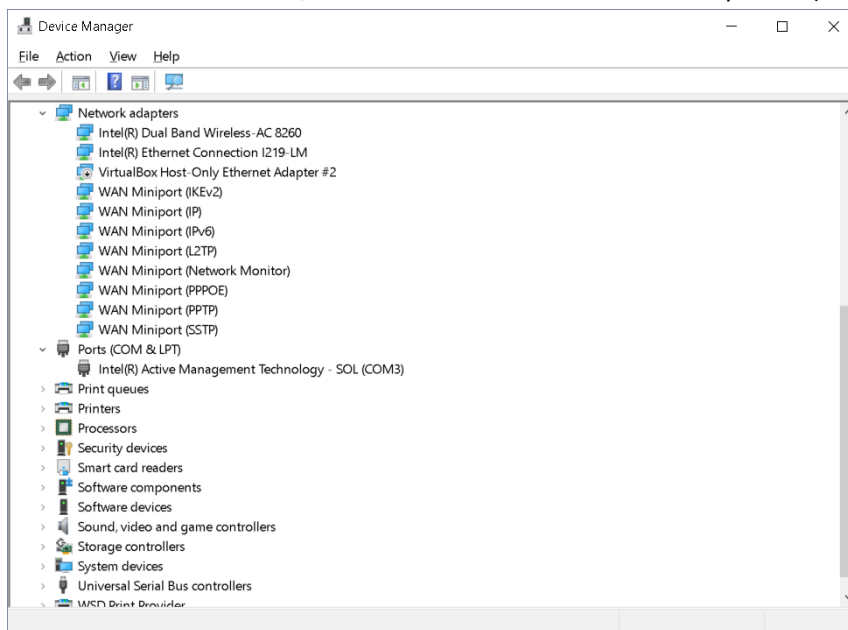 Device Manager
File Action View Help
Network adapters
Intel(R) Dual Band Wireless-AC 8260
Intel(R) Ethernet Connection I219-LM
VirtualBox Host-Only Ethernet Adapter #2
WAN Miniport (IKEv2)
WAN Miniport (IP)
WAN Miniport (IPv6)
WAN Miniport (L2TP)
WAN Miniport (Network Monitor)
WAN Miniport (PPPOE)
WAN Miniport (PPTP)
WAN Miniport (SSTP)
Ports (COM & LPT)
Intel(R) Active Management Technology - SOL (COM3)
Print queues
Printers
Processors
Security devices
Smart card readers
Software components
Software devices
Sound, video and game controllers
Storage controllers
System devices
Universal Serial Bus controllers
WSD Print Provider